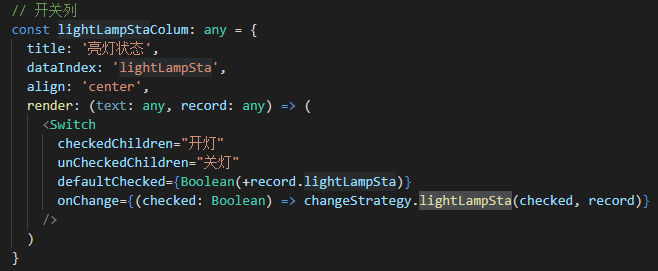 // 开关列
const lightLampStaColum: any = {
  title: '亮灯状态',
  dataIndex: 'lightLampSta',
  align: 'center',
  render: (text: any, record: any) => (
    <Switch
      checkedChildren="开灯"
      unCheckedChildren="关灯"
      defaultChecked={Boolean(+record.lightLampSta)}
      onChange={(checked: Boolean) => changeStrategy.lightLampSta(checked, record)}
    />
  )
}